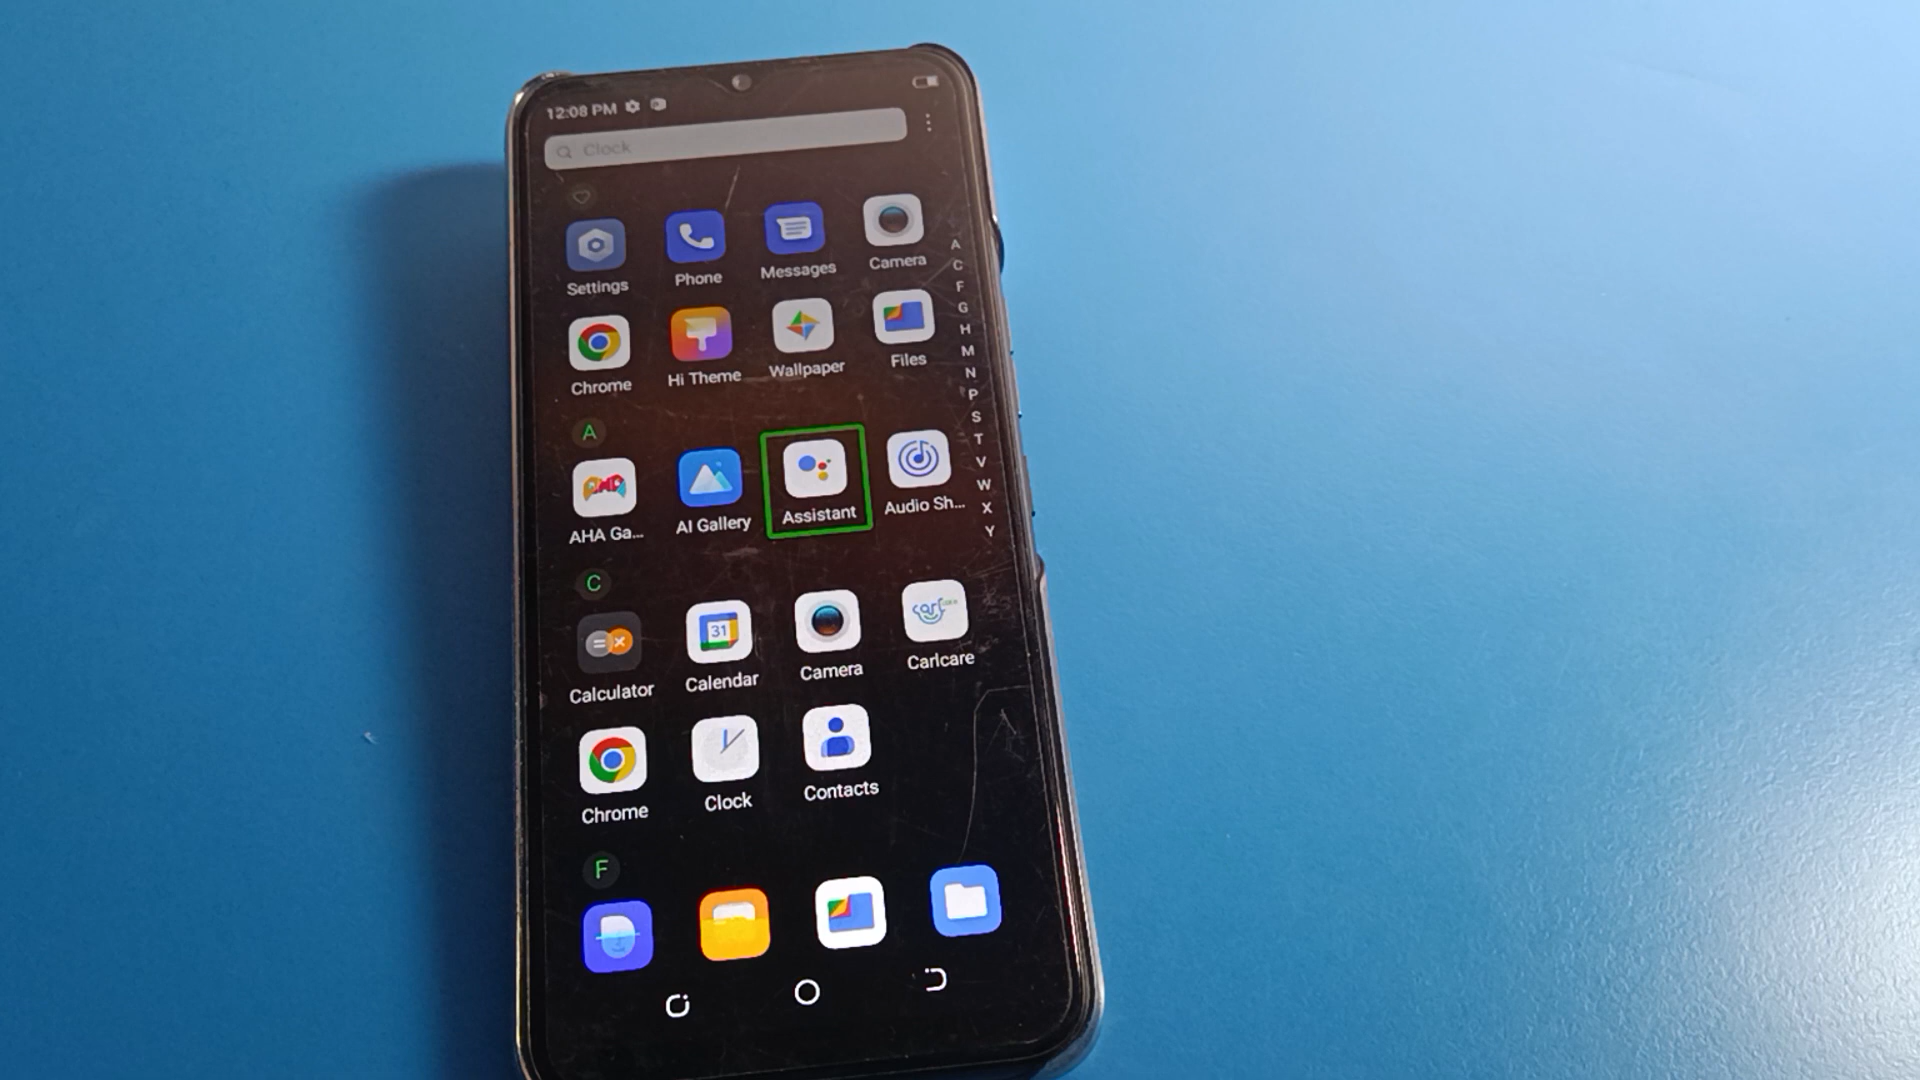 12:08 PM
Clock
Settings Phone Messages Camera
Chrome Hi Theme Wallpaper Files
A
AHA Ga... AI Gallery Assistant Audio Sh...
C
31
Calculator Calendar Camera Carlcare
Chrome Clock Contacts
F
A
C
F
G
H
M
N
P
S
T
V
W
X
Y